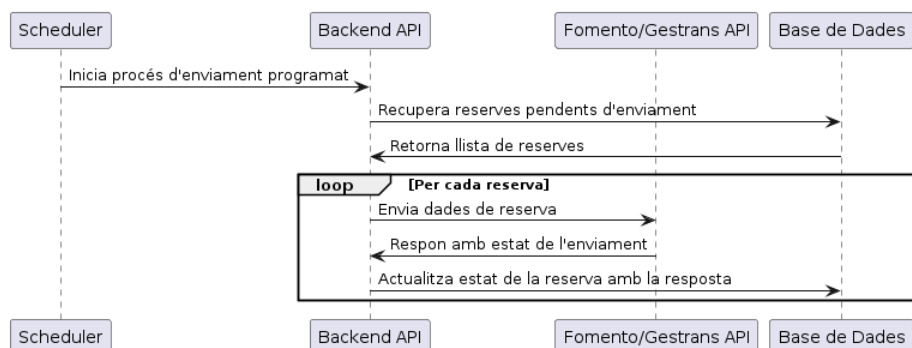 Scheduler Backend API Fomento/Gestrans API Base de Dades
Inicia procés d'enviament programat
Recupera reserves pendents d'enviament
Retorna llista de reserves
loop [Per cada reserva]
Envia dades de reserva
Respon amb estat de l'enviament
Actualitza estat de la reserva amb la resposta
Scheduler Backend API Fomento/Gestrans API Base de Dades